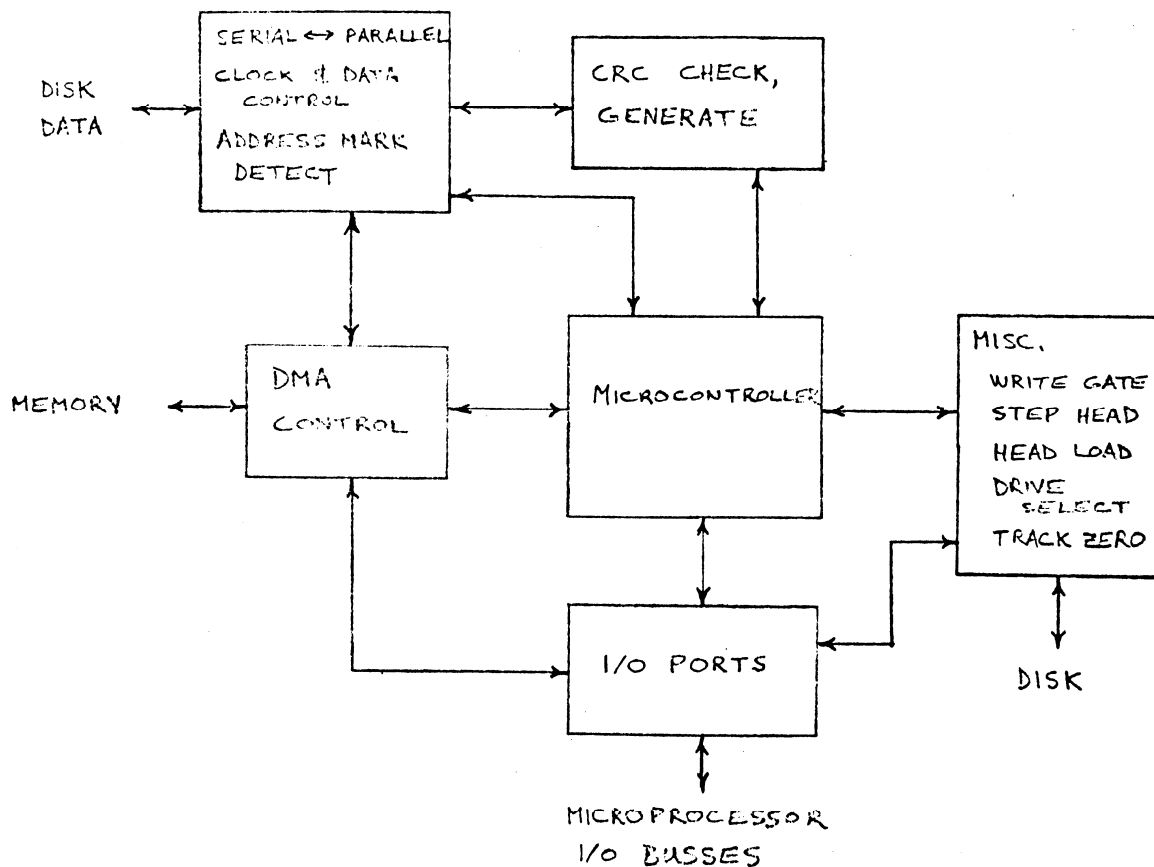 SERIAL ↔ PARALLEL
CLOCK & DATA
CONTROL
ADDRESS MARK
DETECT
DISK
DATA
CRC CHECK,
GENERATE
MEMORY
DMA
CONTROL
MICROCONTROLLER
MISC.
WRITE GATE
STEP HEAD
HEAD LOAD
DRIVE
SELECT
TRACK ZERO
I/O PORTS
DISK
MICROPROCESSOR
I/O BUSSES